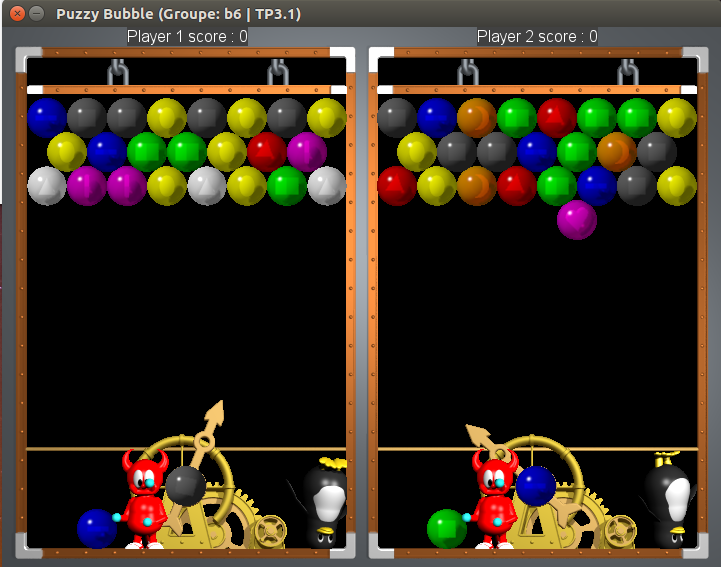 Puzzy Bubble (Groupe: b6 | TP3.1)
Player 1 score : 0
Player 2 score : 0